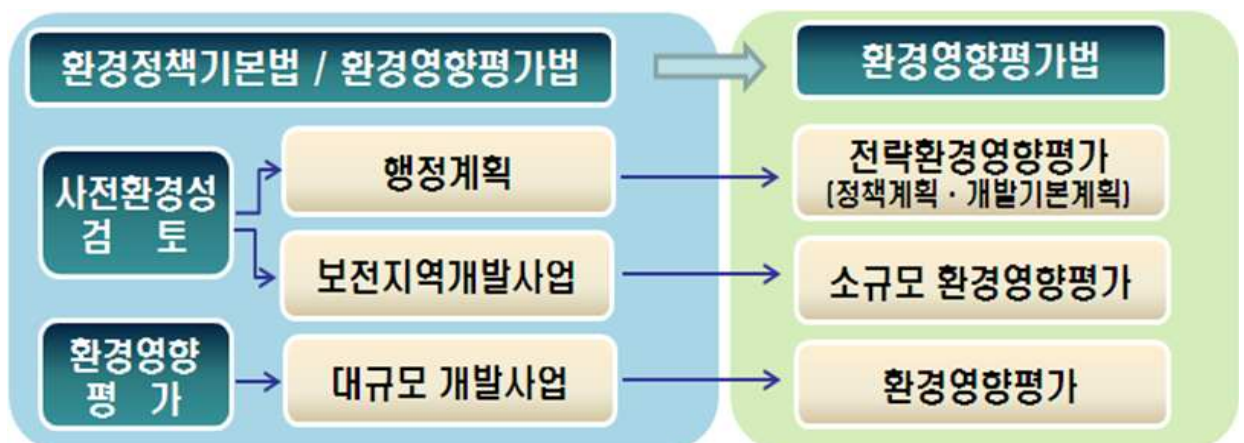 환경정책기본법 / 환경영향평가법
환경영향평가법
사전환경성
검 토
행정계획
전략환경영향평가
(정책계획 · 개발기본계획)
보전지역개발사업
소규모 환경영향평가
환경영향
평 가
대규모 개발사업
환경영향평가